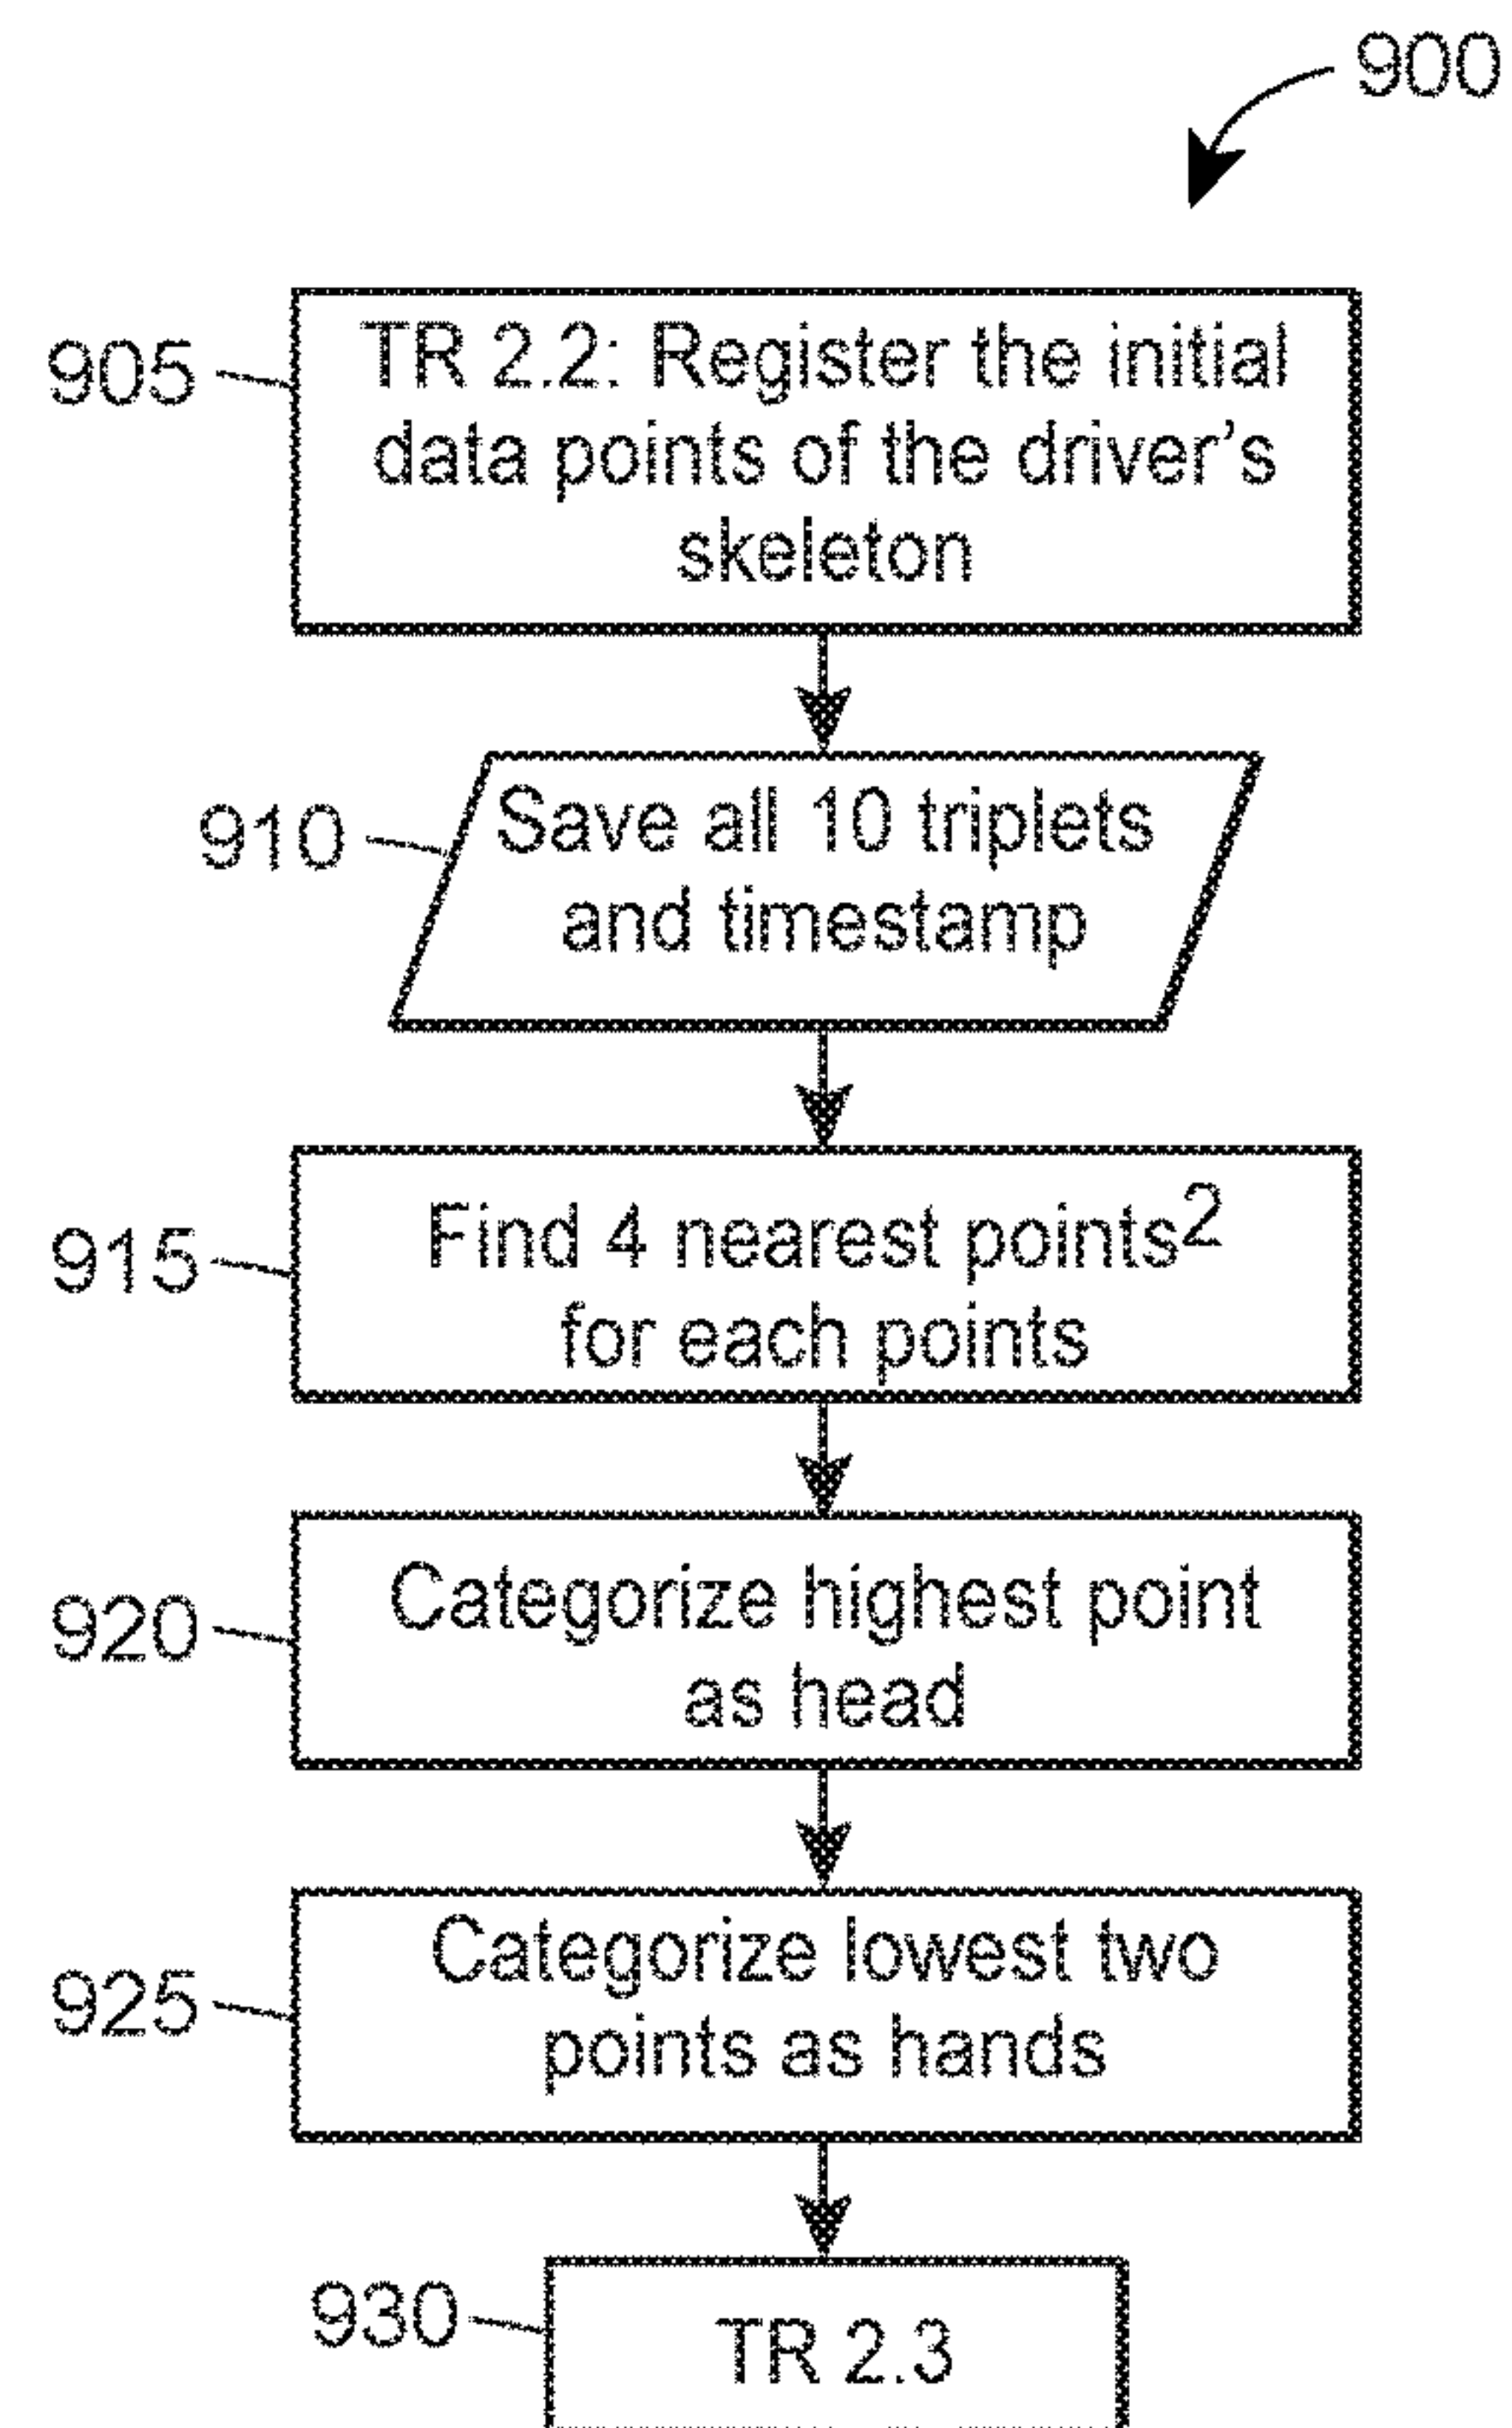 900
905
TR 2.2: Register the initial
data points of the driver's
skeleton
910
Save all 10 triplets
and timestamp
915
Find 4 nearest points2
for each points
920
Categorize highest point
as head
925
Categorize lowest two
points as hands
930
TR 2.3